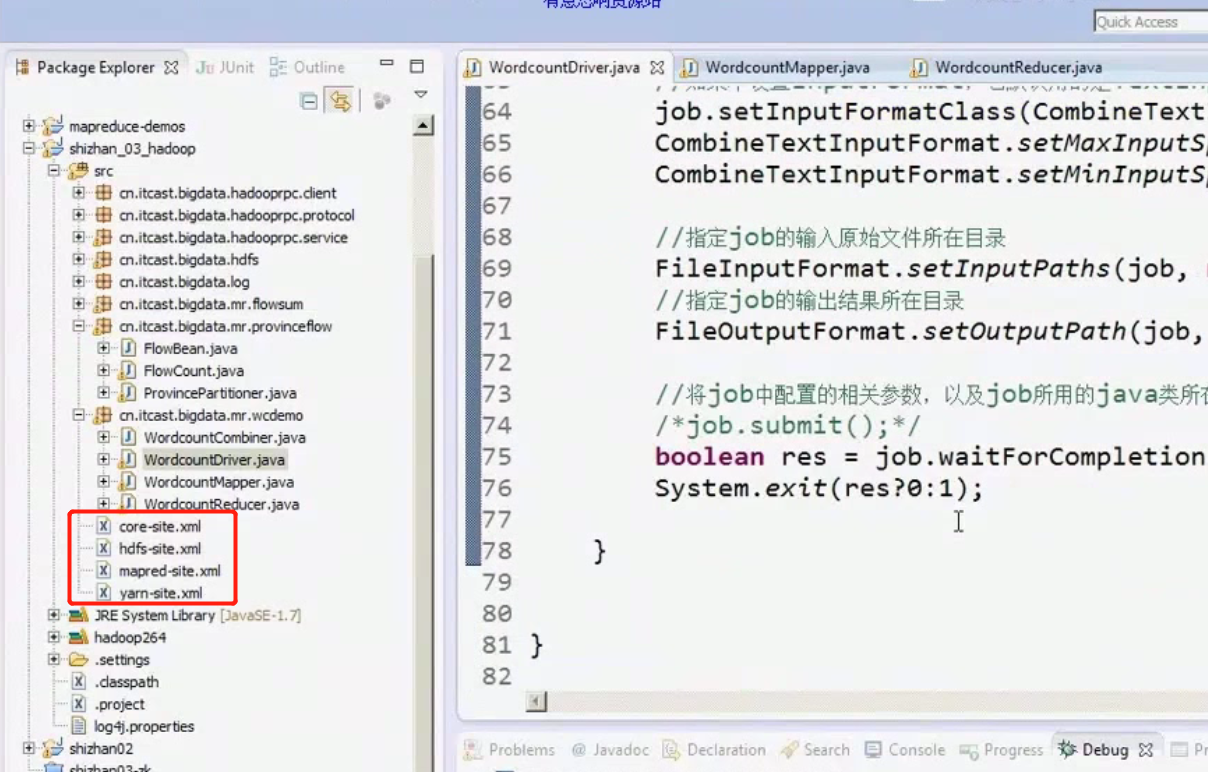 Quick Access
Package Explorer JUnit Outline
mapreduce-demos
shizhan_03_hadoop
src
cn.itcast.bigdata.hadooprpc.client
cn.itcast.bigdata.hadooprpc.protocol
cn.itcast.bigdata.hadooprpc.service
cn.itcast.bigdata.hdfs
cn.itcast.bigdata.log
cn.itcast.bigdata.mr.flowsum
cn.itcast.bigdata.mr.provinceflow
FlowBean.java
FlowCount.java
ProvincePartitioner.java
cn.itcast.bigdata.mr.wcdemo
WordcountCombiner.java
WordcountDriver.java
WordcountMapper.java
WordcountReducer.java
core-site.xml
hdfs-site.xml
mapred-site.xml
yarn-site.xml
JRE System Library [JavaSE-1.7]
hadoop264
.settings
.classpath
.project
log4j.properties
shizhan02
shizhan03-zk
WordcountDriver.java WordcountMapper.java WordcountReducer.java
64 job.setInputFormatClass(CombineText
65 CombineTextInputFormat.setMaxInputSp
66 CombineTextInputFormat.setMinInputSp
67
68 //指定job的输入原始文件所在目录
69 FileInputFormat.setInputPaths(job,
70 //指定job的输出结果所在目录
71 FileOutputFormat.setOutputPath(job,
72
73 //将job中配置的相关参数，以及job所用的java类所在
74 /*job.submit();*/
75 boolean res = job.waitForCompletion
76 System.exit(res?0:1);
77
78 }
79
80
81 }
82
Problems @ Javadoc Declaration Search Console Progress Debug